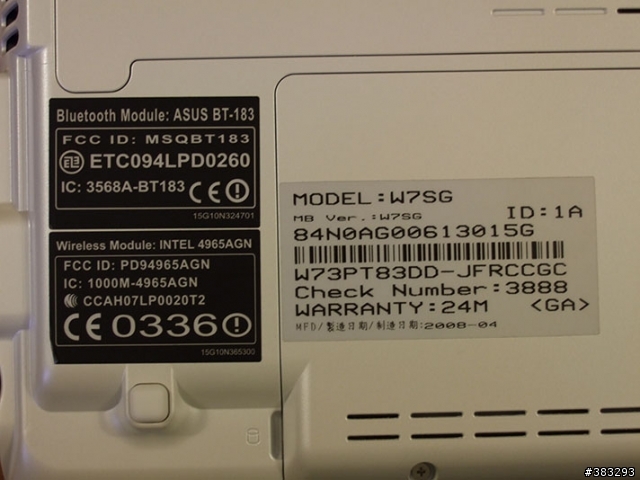 Bluetooth Module: ASUS BT-183
FCC ID: MSQBT183
ETC094LPD0260
IC: 3568A-BT183
15G10N324701
Wireless Module: INTEL 4965AGN
FCC ID: PD94965AGN
IC: 1000M-4965AGN
CCAH07LP0020T2
CE 0336
15G10N365300
MODEL:W7SG
MB Ver.:W7SG ID:1A
84N0AG00613015G
W73PT83DD-JFRCCGC
Check Number:3888
WARRANTY:24M <GA>
MFD/製造日期/制造日期:2008-04
#383293